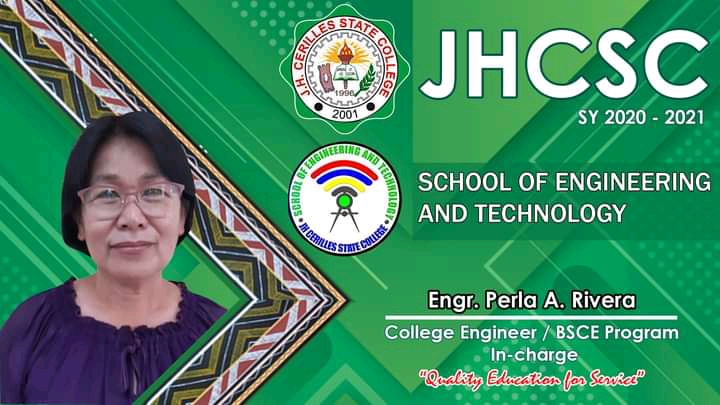 J.H. CERILLES STATE COLLEGE
1996
2001
JHCSC
SY 2020 - 2021
SCHOOL OF ENGINEERING AND TECHNOLOGY
JH CERILLES STATE COLLEGE
SCHOOL OF ENGINEERING
AND TECHNOLOGY
Engr. Perla A. Rivera
College Engineer / BSCE Program
In-charge
"Quality Education for Service"